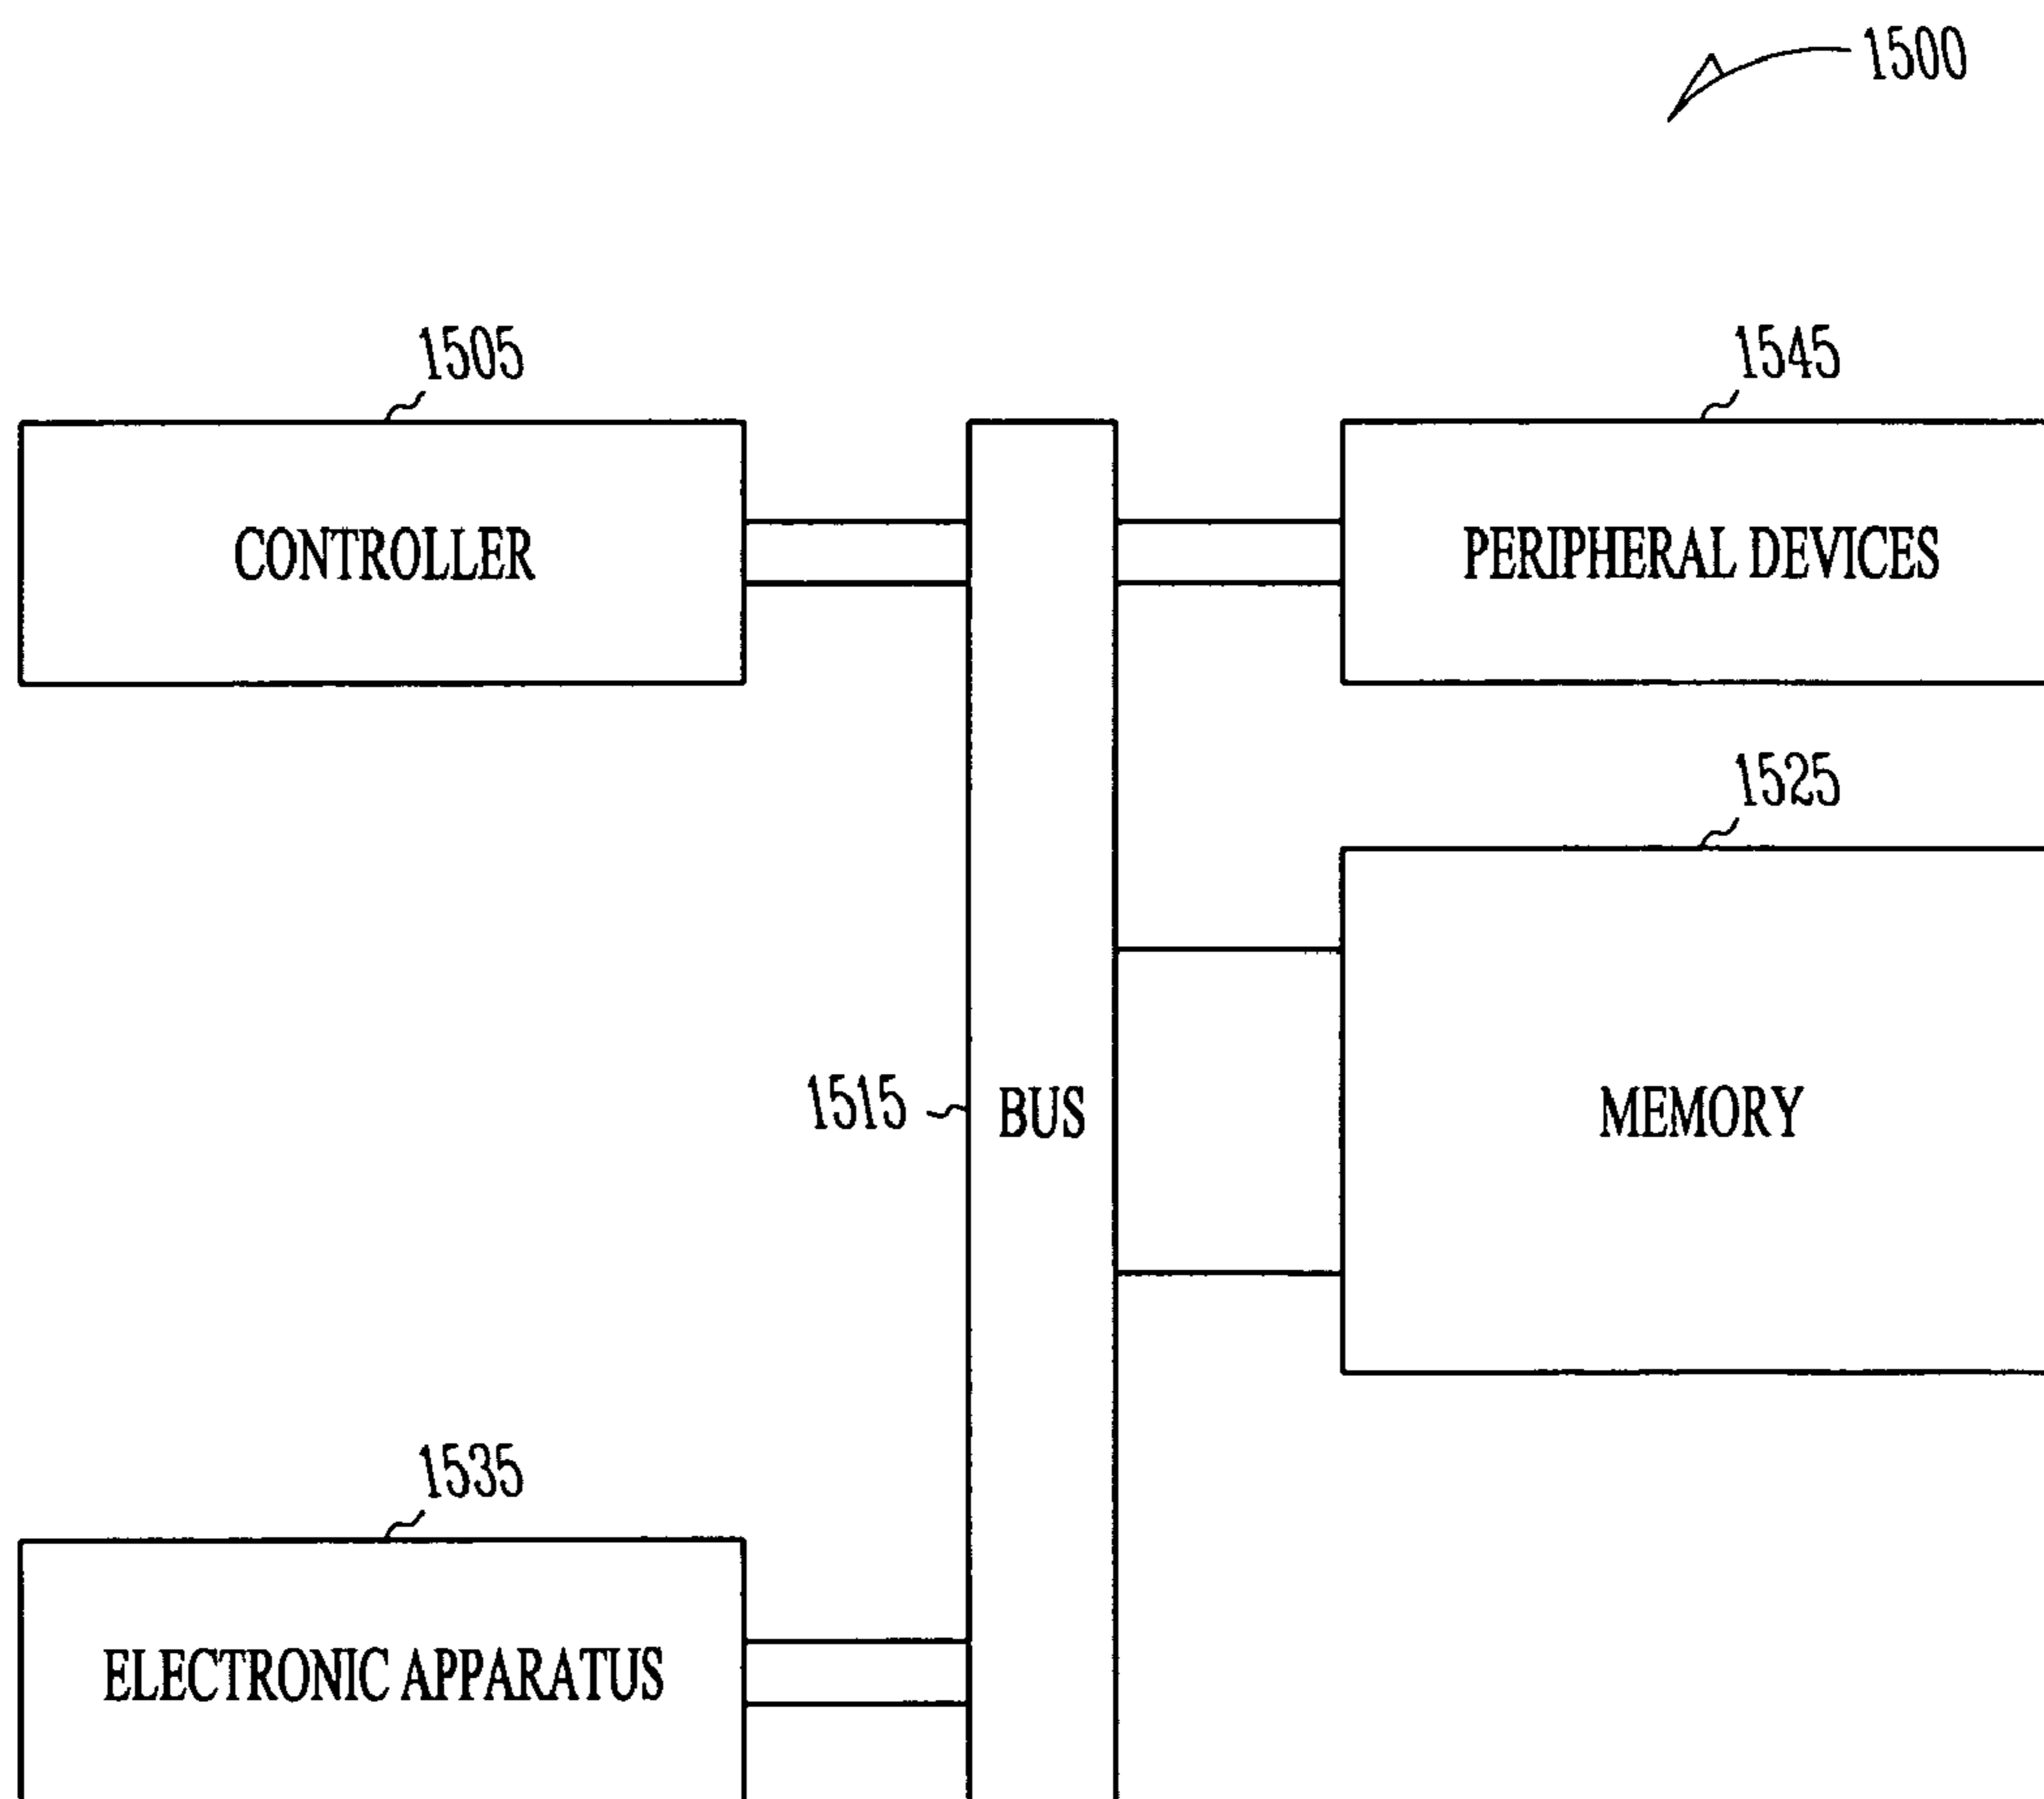 1500
1505
1545
CONTROLLER
PERIPHERAL DEVICES
1525
1515
BUS
MEMORY
1535
ELECTRONIC APPARATUS